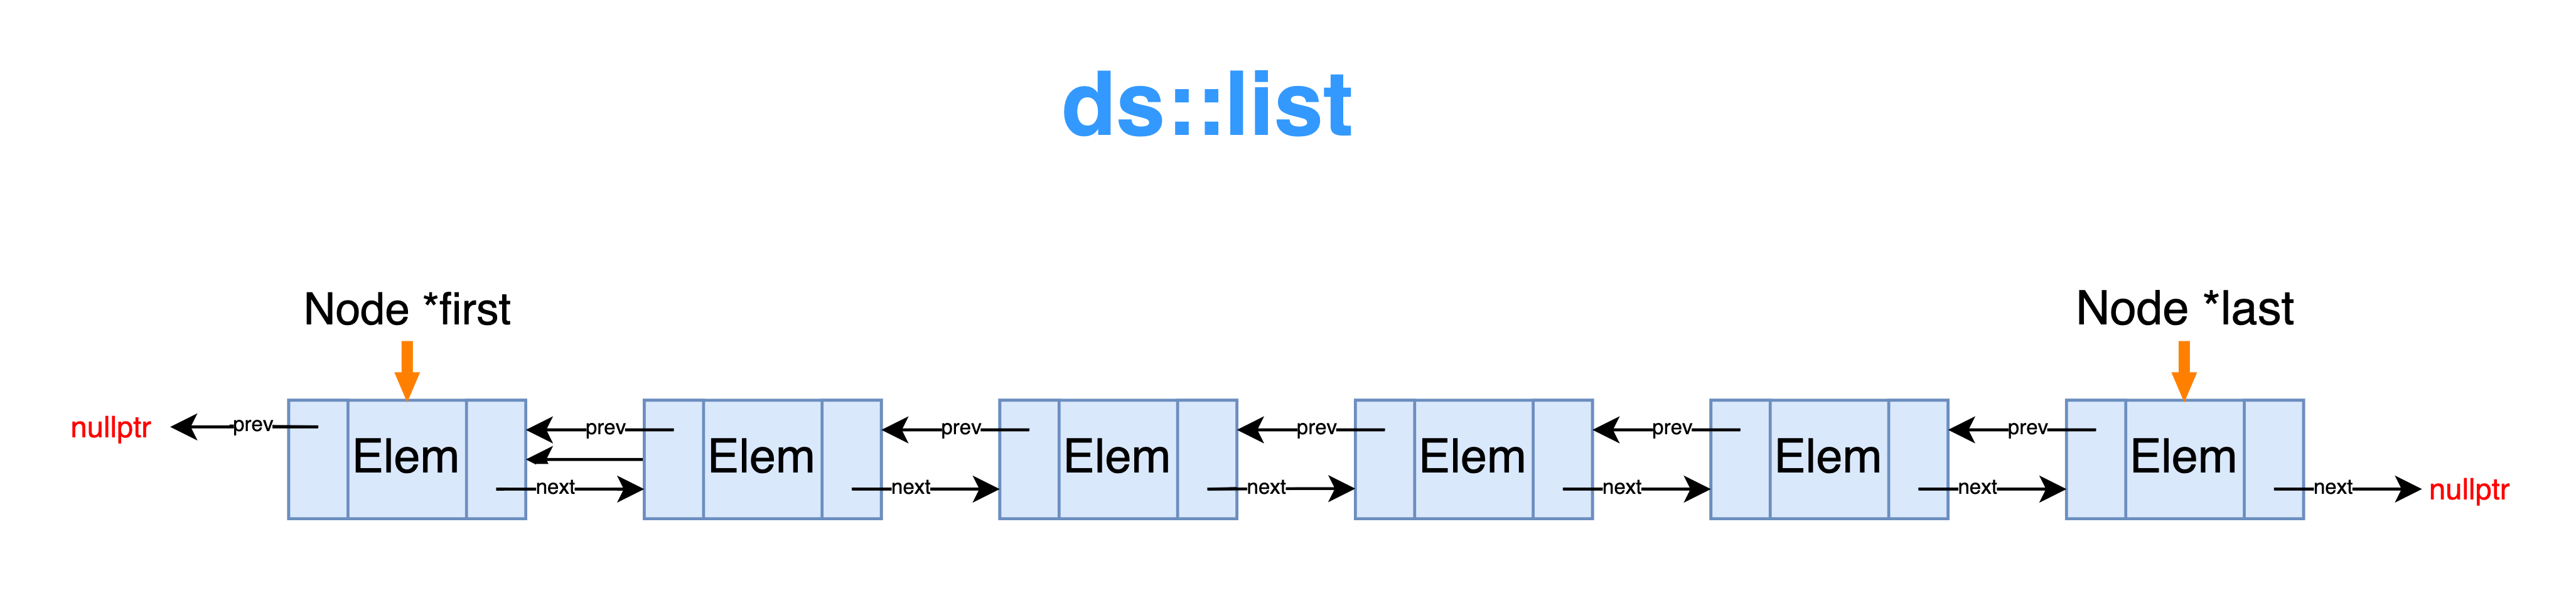 ds::list
Node *first
Node *last
nullptr
prev
prev
prev
prev
prev
prev
Elem
Elem
Elem
Elem
Elem
Elem
next
next
next
next
next
next
nullptr